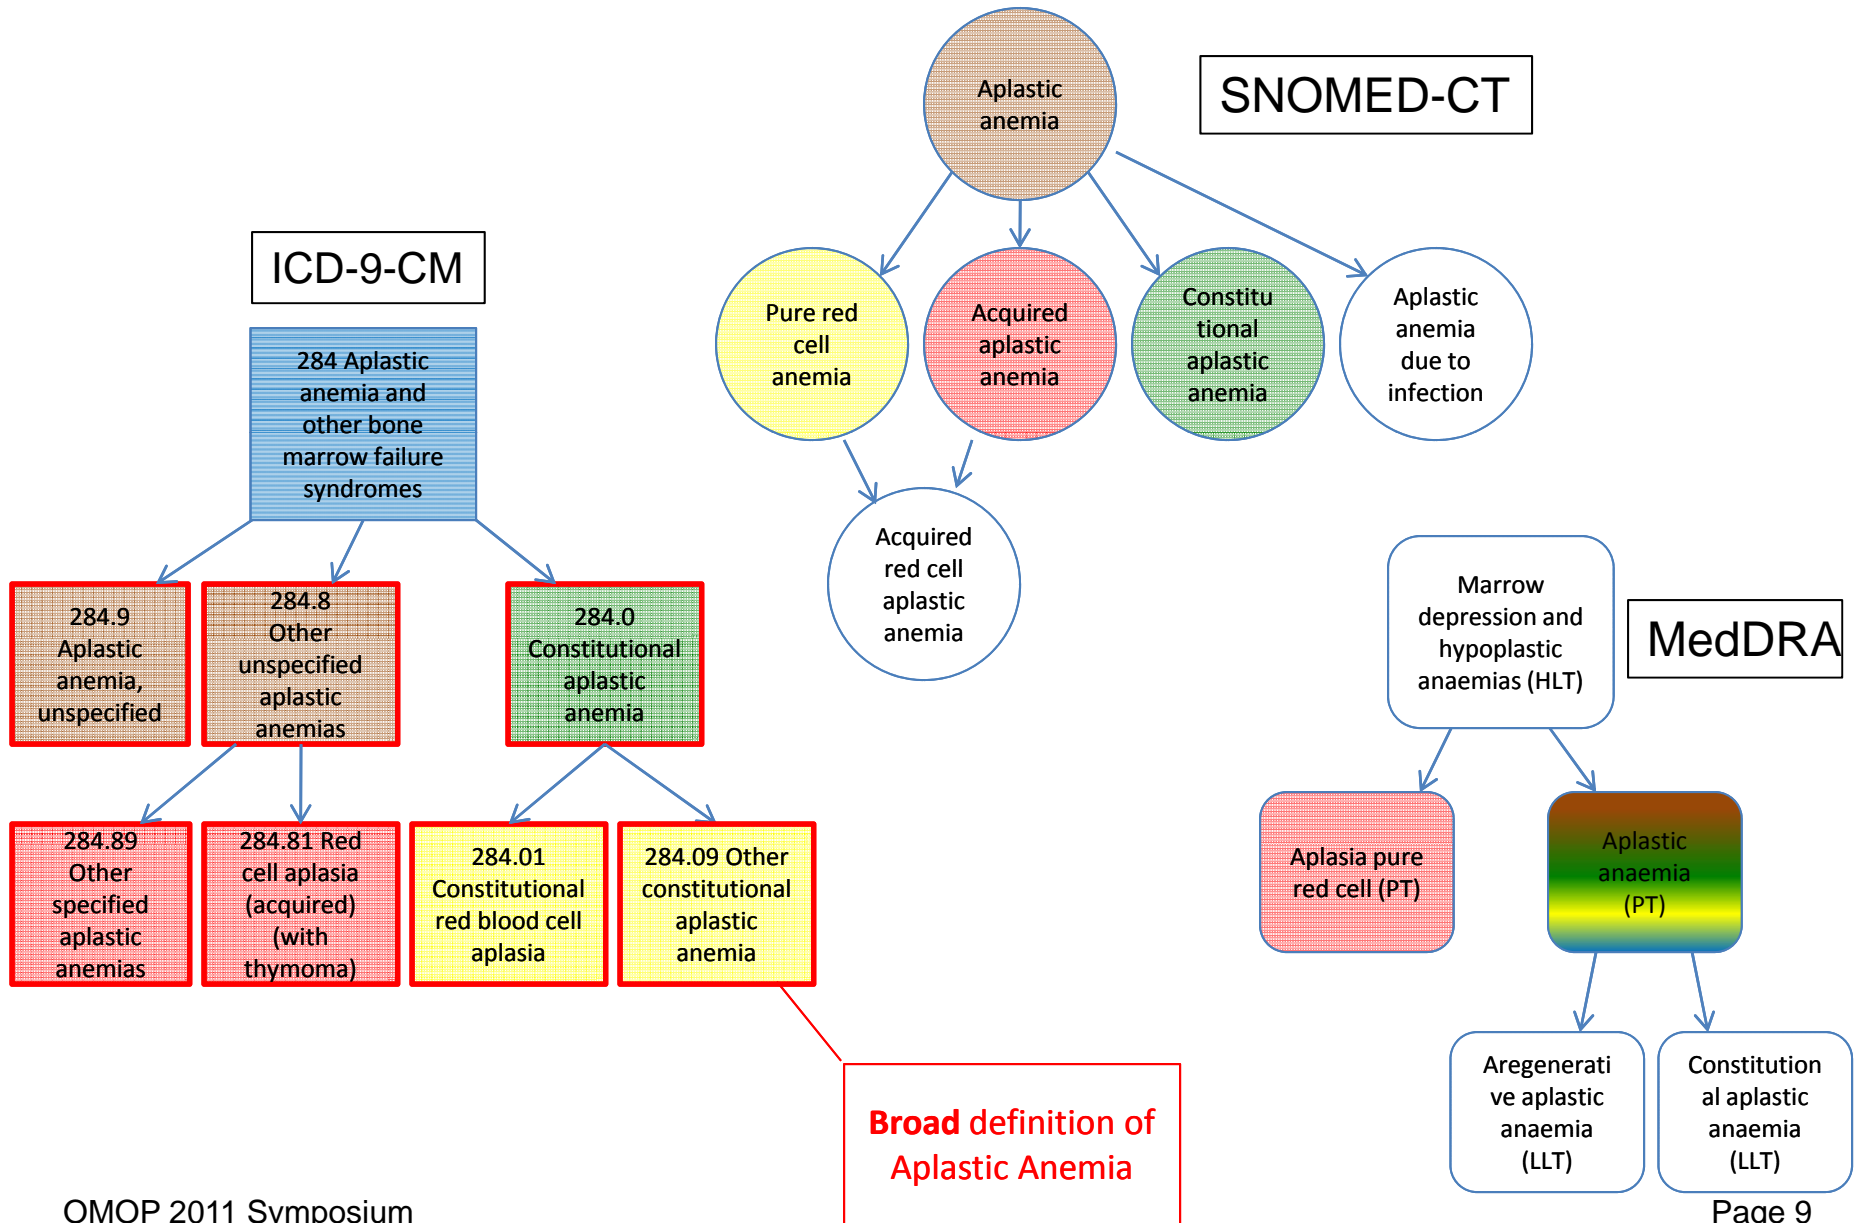 Aplastic
anemia
SNOMED-CT
ICD-9-CM
Pure red
cell
anemia
Acquired
aplastic
anemia
Constitu
tional
aplastic
anemia
Aplastic
anemia
due to
infection
284 Aplastic
anemia and
other bone
marrow failure
syndromes
Acquired
red cell
aplastic
anemia
284.9
Aplastic
anemia,
unspecified
284.8
Other
unspecified
aplastic
anemias
284.0
Constitutional
aplastic
anemia
Marrow
depression and
hypoplastic
anaemias (HLT)
MedDRA
284.89
Other
specified
aplastic
anemias
284.81 Red
cell aplasia
(acquired)
(with
thymoma)
284.01
Constitutional
red blood cell
aplasia
284.09 Other
constitutional
aplastic
anemia
Aplasia pure
red cell (PT)
Aplastic
anaemia
(PT)
Aregenerati
ve aplastic
anaemia
(LLT)
Constitution
al aplastic
anaemia
(LLT)
Broad definition of
Aplastic Anemia
OMOP 2011 Symposium
Page 9